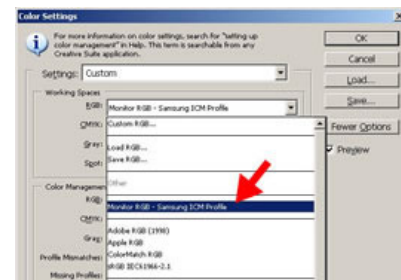 Color Settings
For more information on color settings, search for "setting up
color management" in Help. This term is searchable from any
Creative Suite application.
OK
Cancel
Load...
Save...
Fewer Options
Preview
Settings: Custom
Working Spaces
RGB: Monitor RGB - Samsung ICM Profile
CMYK: Custom RGB...
Gray: Load RGB...
Spot: Save RGB...
Other
Color Managemen
RGB: Monitor RGB - Samsung ICM Profile
CMYK:
Adobe RGB (1998)
Gray: Apple RGB
Profile Mismatches: ColorMatch RGB
sRGB IEC61966-2.1
Missing Profiles: